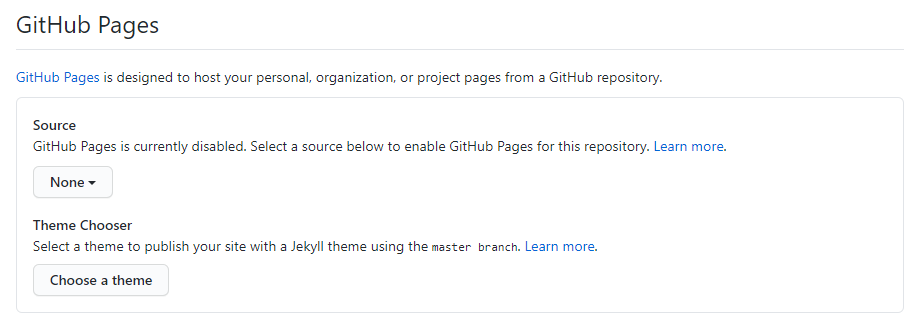 GitHub Pages
GitHub Pages is designed to host your personal, organization, or project pages from a GitHub repository.
Source
GitHub Pages is currently disabled. Select a source below to enable GitHub Pages for this repository. Learn more.
None
Theme Chooser
Select a theme to publish your site with a Jekyll theme using the master branch. Learn more.
Choose a theme